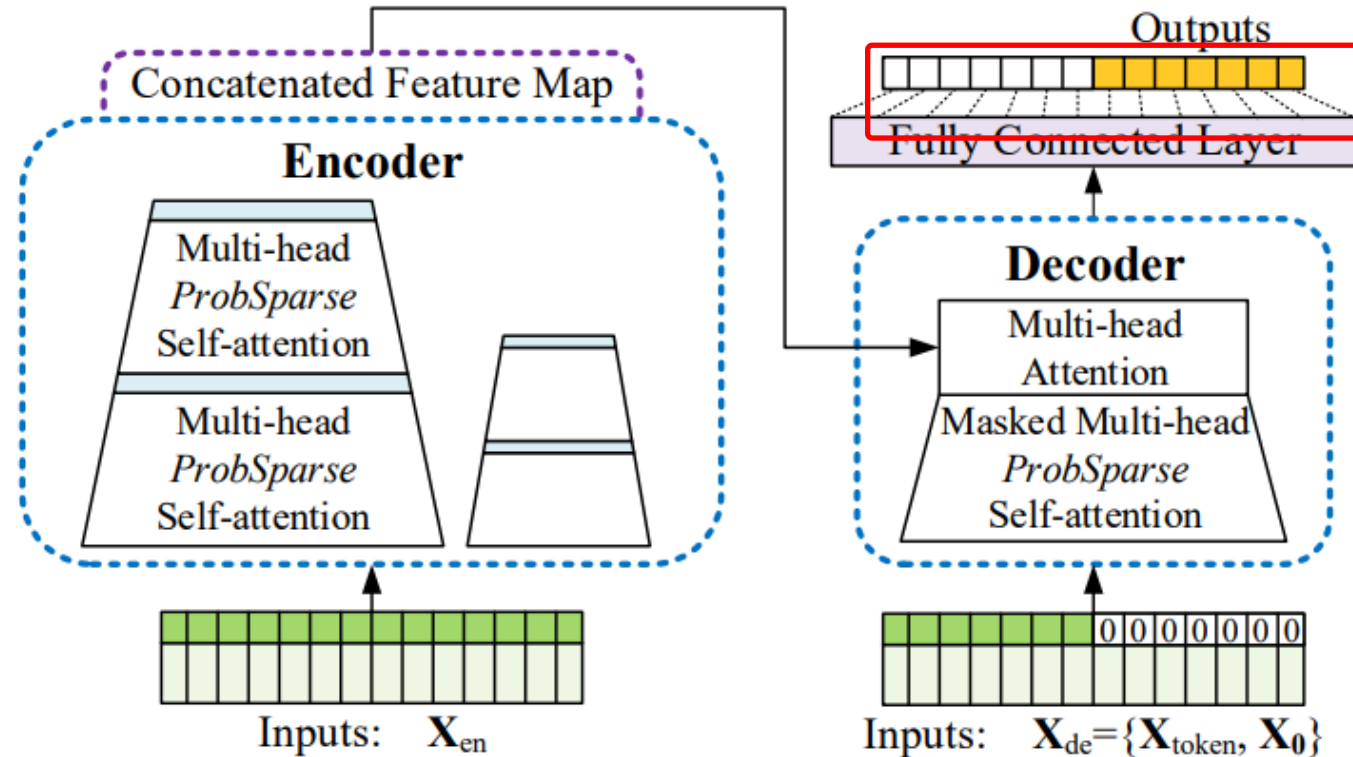 Concatenated Feature Map
Encoder
Multi-head
ProbSparse
Self-attention
Multi-head
ProbSparse
Self-attention
Inputs: Xen
Outputs
Fully Connected Layer
Decoder
Multi-head
Attention
Masked Multi-head
ProbSparse
Self-attention
0 0 0 0 0 0 0
Inputs: Xde={Xtoken, X0}